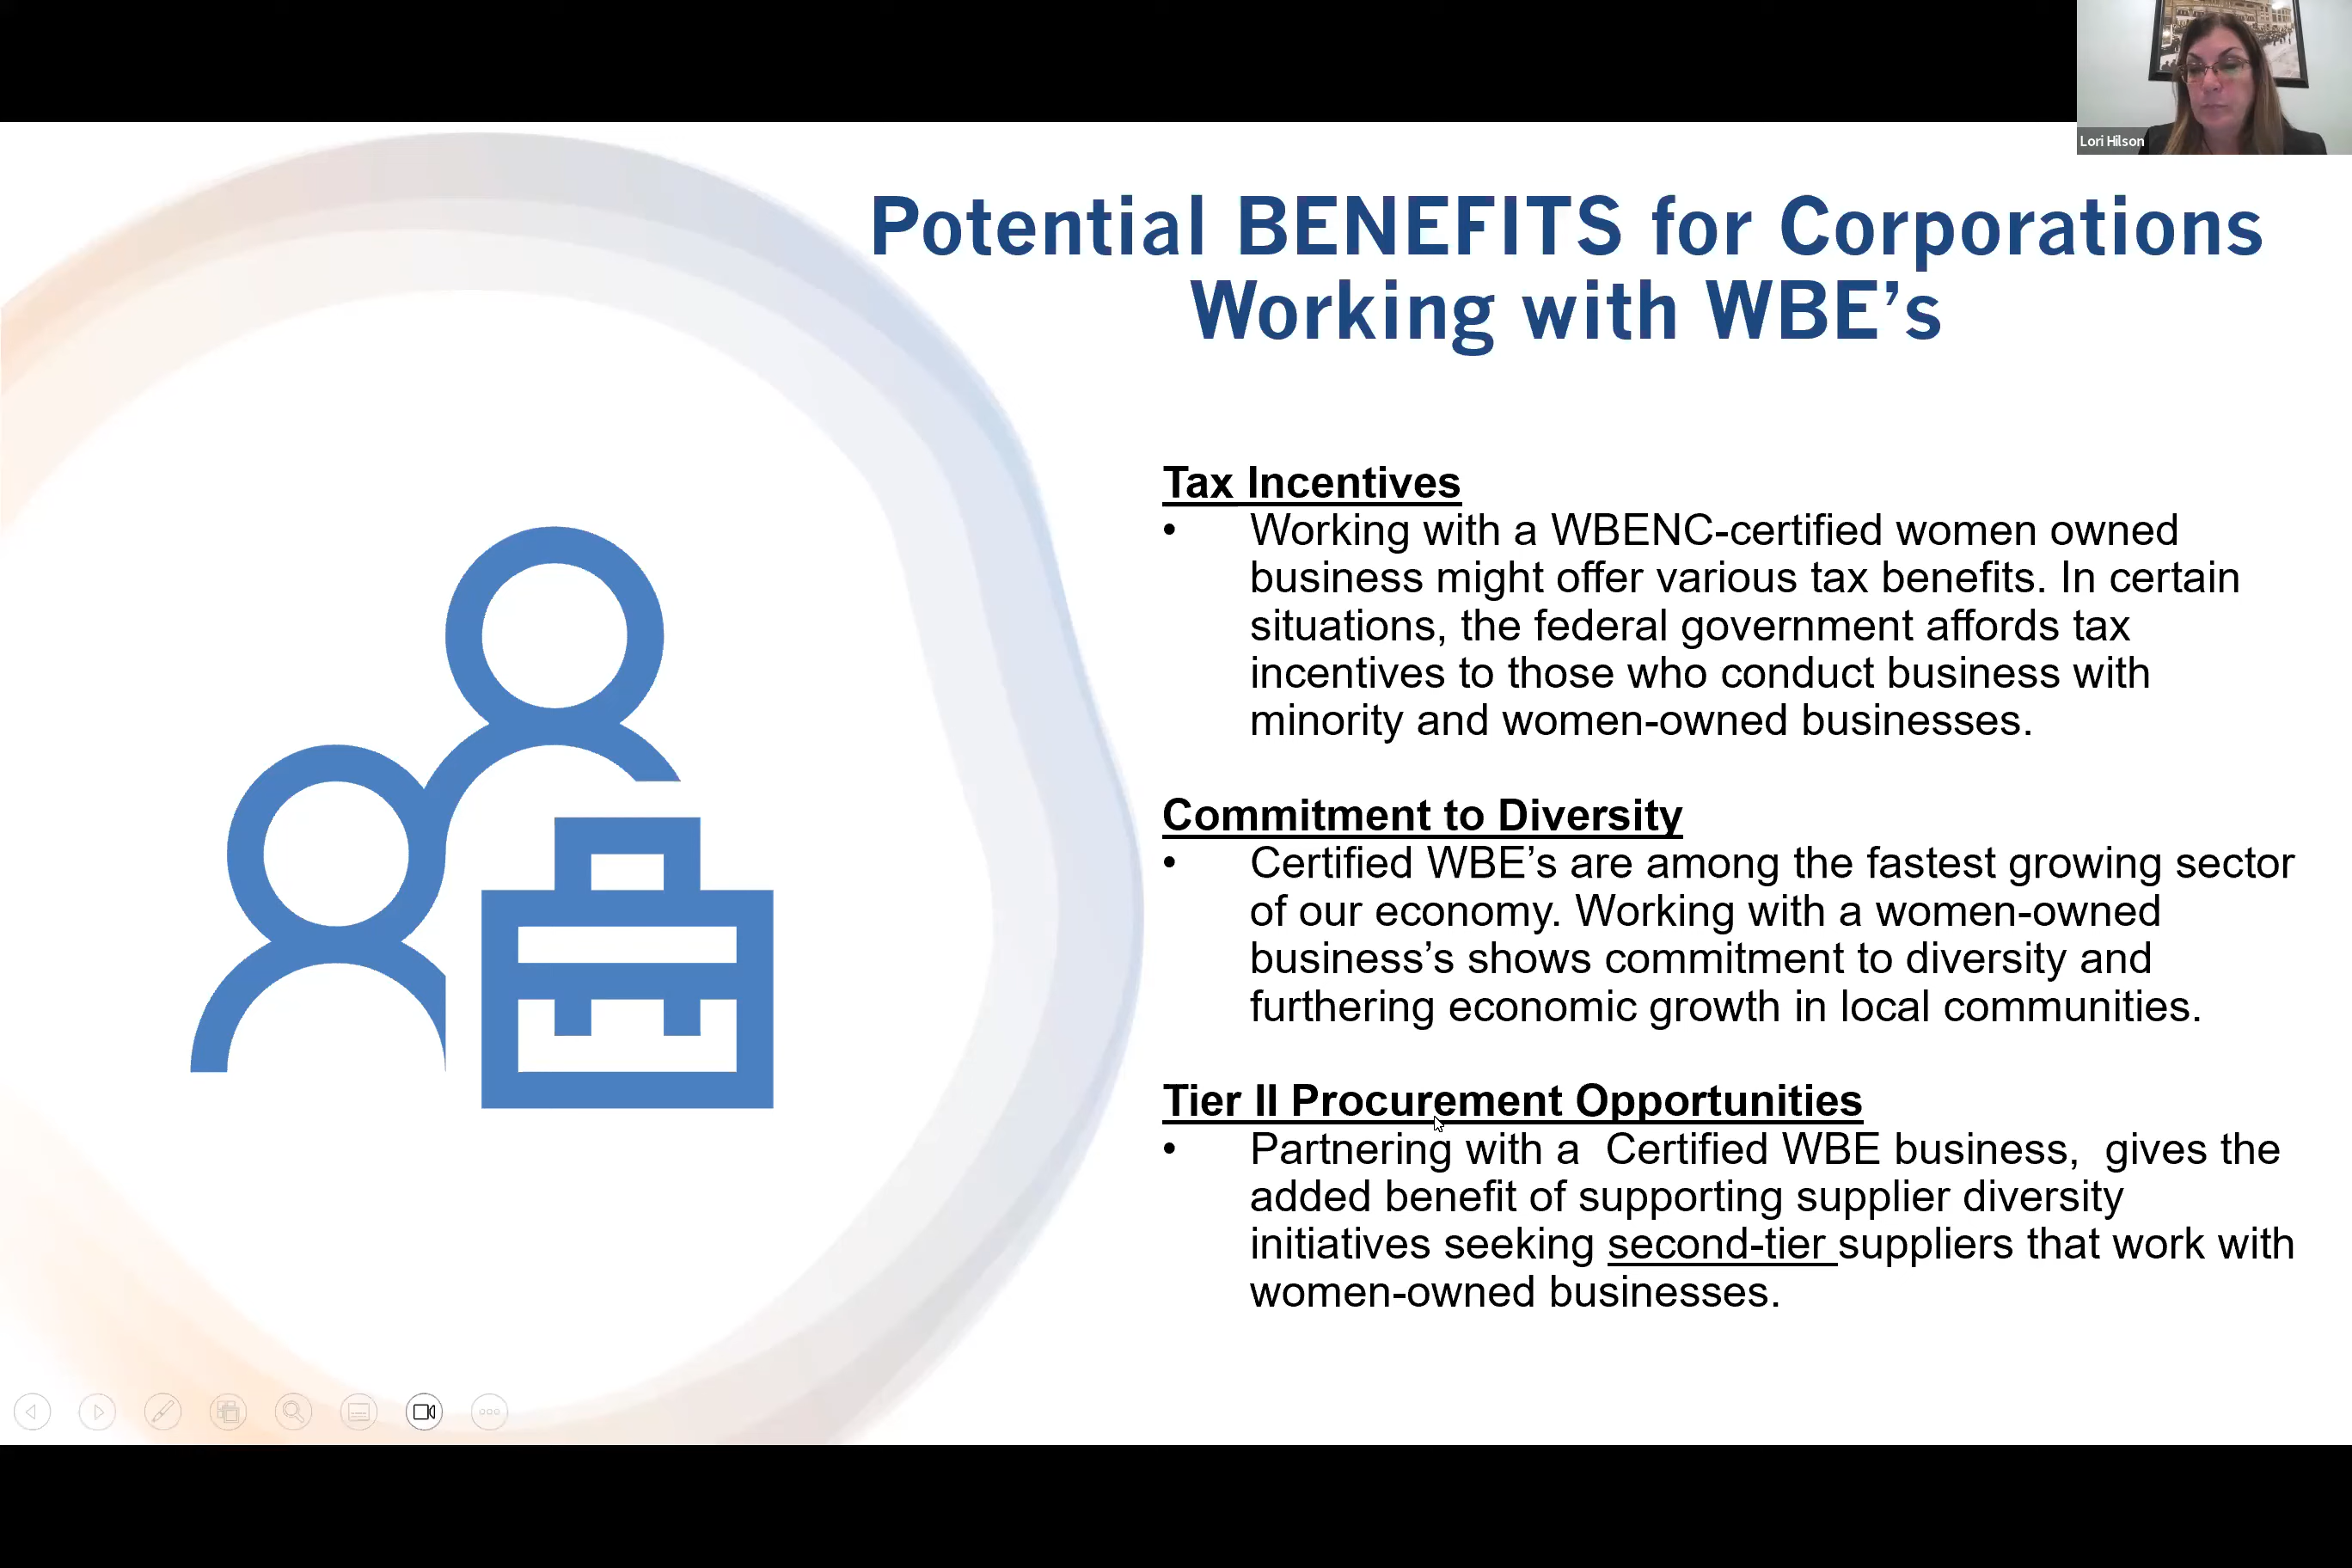 Lori Hilson
Potential BENEFITS for Corporations
Working with WBE’s
Tax Incentives
• Working with a WBENC-certified women owned
business might offer various tax benefits. In certain
situations, the federal government affords tax
incentives to those who conduct business with
minority and women-owned businesses.
Commitment to Diversity
• Certified WBE’s are among the fastest growing sector
of our economy. Working with a women-owned
business’s shows commitment to diversity and
furthering economic growth in local communities.
Tier II Procurement Opportunities
• Partnering with a  Certified WBE business,  gives the
added benefit of supporting supplier diversity
initiatives seeking second-tier suppliers that work with
women-owned businesses.